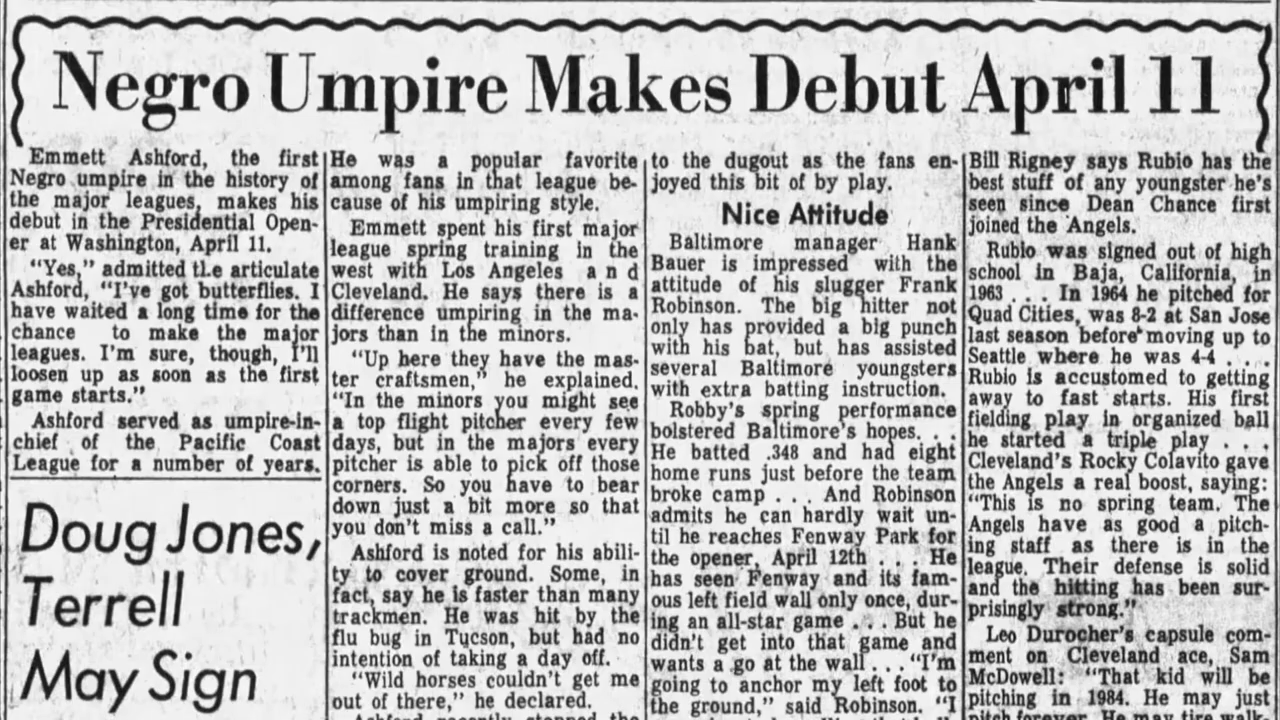 Negro Umpire Makes Debut April 11
Emmett Ashford, the first
Negro umpire in the history of
the major leagues, makes his
debut in the Presidential Open-
er at Washington, April 11.
"Yes," admitted the articulate
Ashford, "I've got butterflies. I
have waited a long time for the
chance to make the major
leagues. I'm sure, though, I'll
loosen up as soon as the first
game starts."
Ashford served as umpire-in-
chief of the Pacific Coast
League for a number of years.
Doug Jones,
Terrell
May Sign
He was a popular favorite
among fans in that league be-
cause of his umpiring style.
Emmett spent his first major
league spring training in the
west with Los Angeles and
Cleveland. He says there is a
difference umpiring in the ma-
jors than in the minors.
"Up here they have the mas-
ter craftsmen," he explained.
"In the minors you might see
a top flight pitcher every few
days, but in the majors every
pitcher is able to pick off those
corners. So you have to bear
down just a bit more so that
you don't miss a call."
Ashford is noted for his abili-
ty to cover ground. Some, in
fact, say he is faster than many
trackmen. He was hit by the
flu bug in Tucson, but had no
intention of taking a day off.
"Wild horses couldn't get me
out of there," he declared.
Ashford recently stopped the
to the dugout as the fans en-
joyed this bit of by play.
Nice Attitude
Baltimore manager Hank
Bauer is impressed with the
attitude of his slugger Frank
Robinson. The big hitter not
only has provided a big punch
with his bat, but has assisted
several Baltimore youngsters
with extra batting instruction.
Robby's spring performance
bolstered Baltimore's hopes. . .
He batted .348 and had eight
home runs just before the team
broke camp . . . And Robinson
admits he can hardly wait un-
til he reaches Fenway Park for
the opener, April 12th . . . He
has seen Fenway and its fam-
ous left field wall only once, dur-
ing an all-star game . . . But he
didn't get into that game and
wants a go at the wall . . . "I'm
going to anchor my left foot to
the ground," said Robinson. "I
Bill Rigney says Rubio has the
best stuff of any youngster he's
seen since Dean Chance first
joined the Angels.
Rubio was signed out of high
school in Baja, California, in
1963 . . . In 1964 he pitched for
Quad Cities, was 8-2 at San Jose
last season before moving up to
Seattle where he was 4-4 . . .
Rubio is accustomed to getting
away to fast starts. His first
fielding play in organized ball
he started a triple play . . .
Cleveland's Rocky Colavito gave
the Angels a real boost, saying:
"This is no spring team. The
Angels have as good a pitch-
ing staff as there is in the
league. Their defense is solid
and the hitting has been sur-
prisingly strong."
Leo Durocher's capsule com-
ment on Cleveland ace, Sam
McDowell: "That kid will be
pitching in 1984. He may just
pitch forever. He may tire walk-